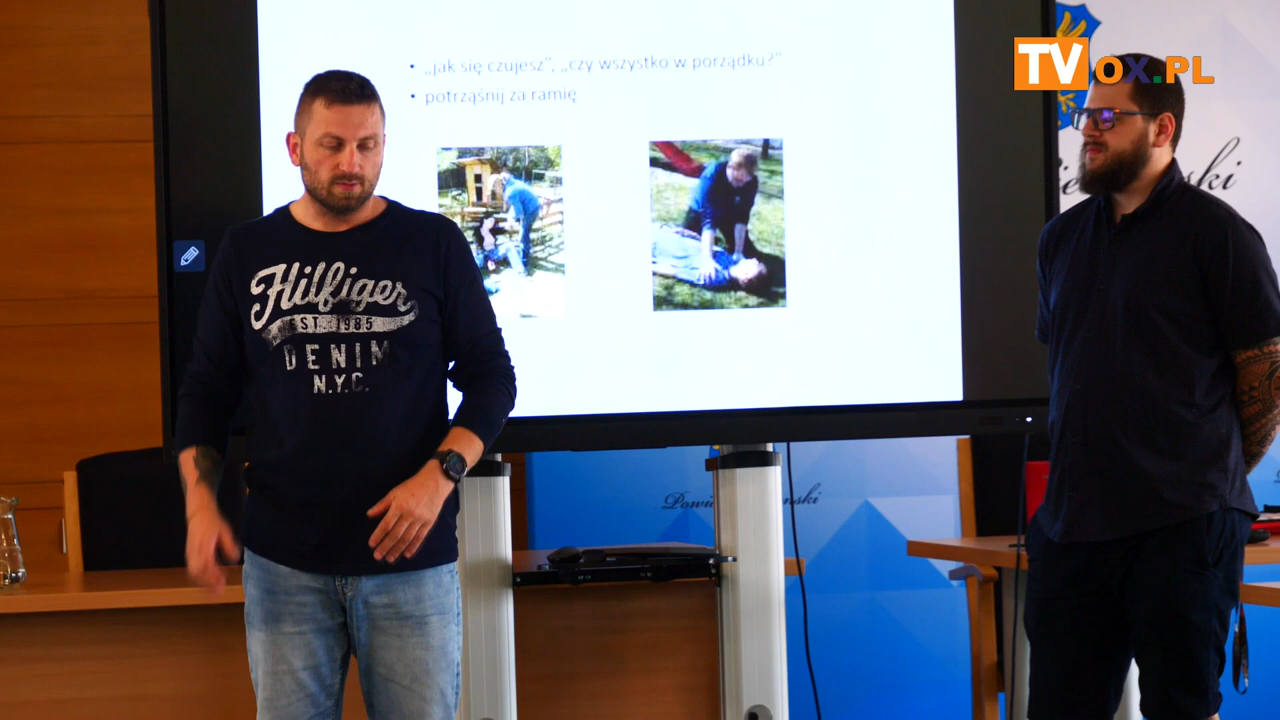 TVox.PL
• „jak się czujesz”, „czy wszystko w porządku?”
• potrząśnij za ramię
Hilfiger
EST. 1985
DENIM
N.Y.C.